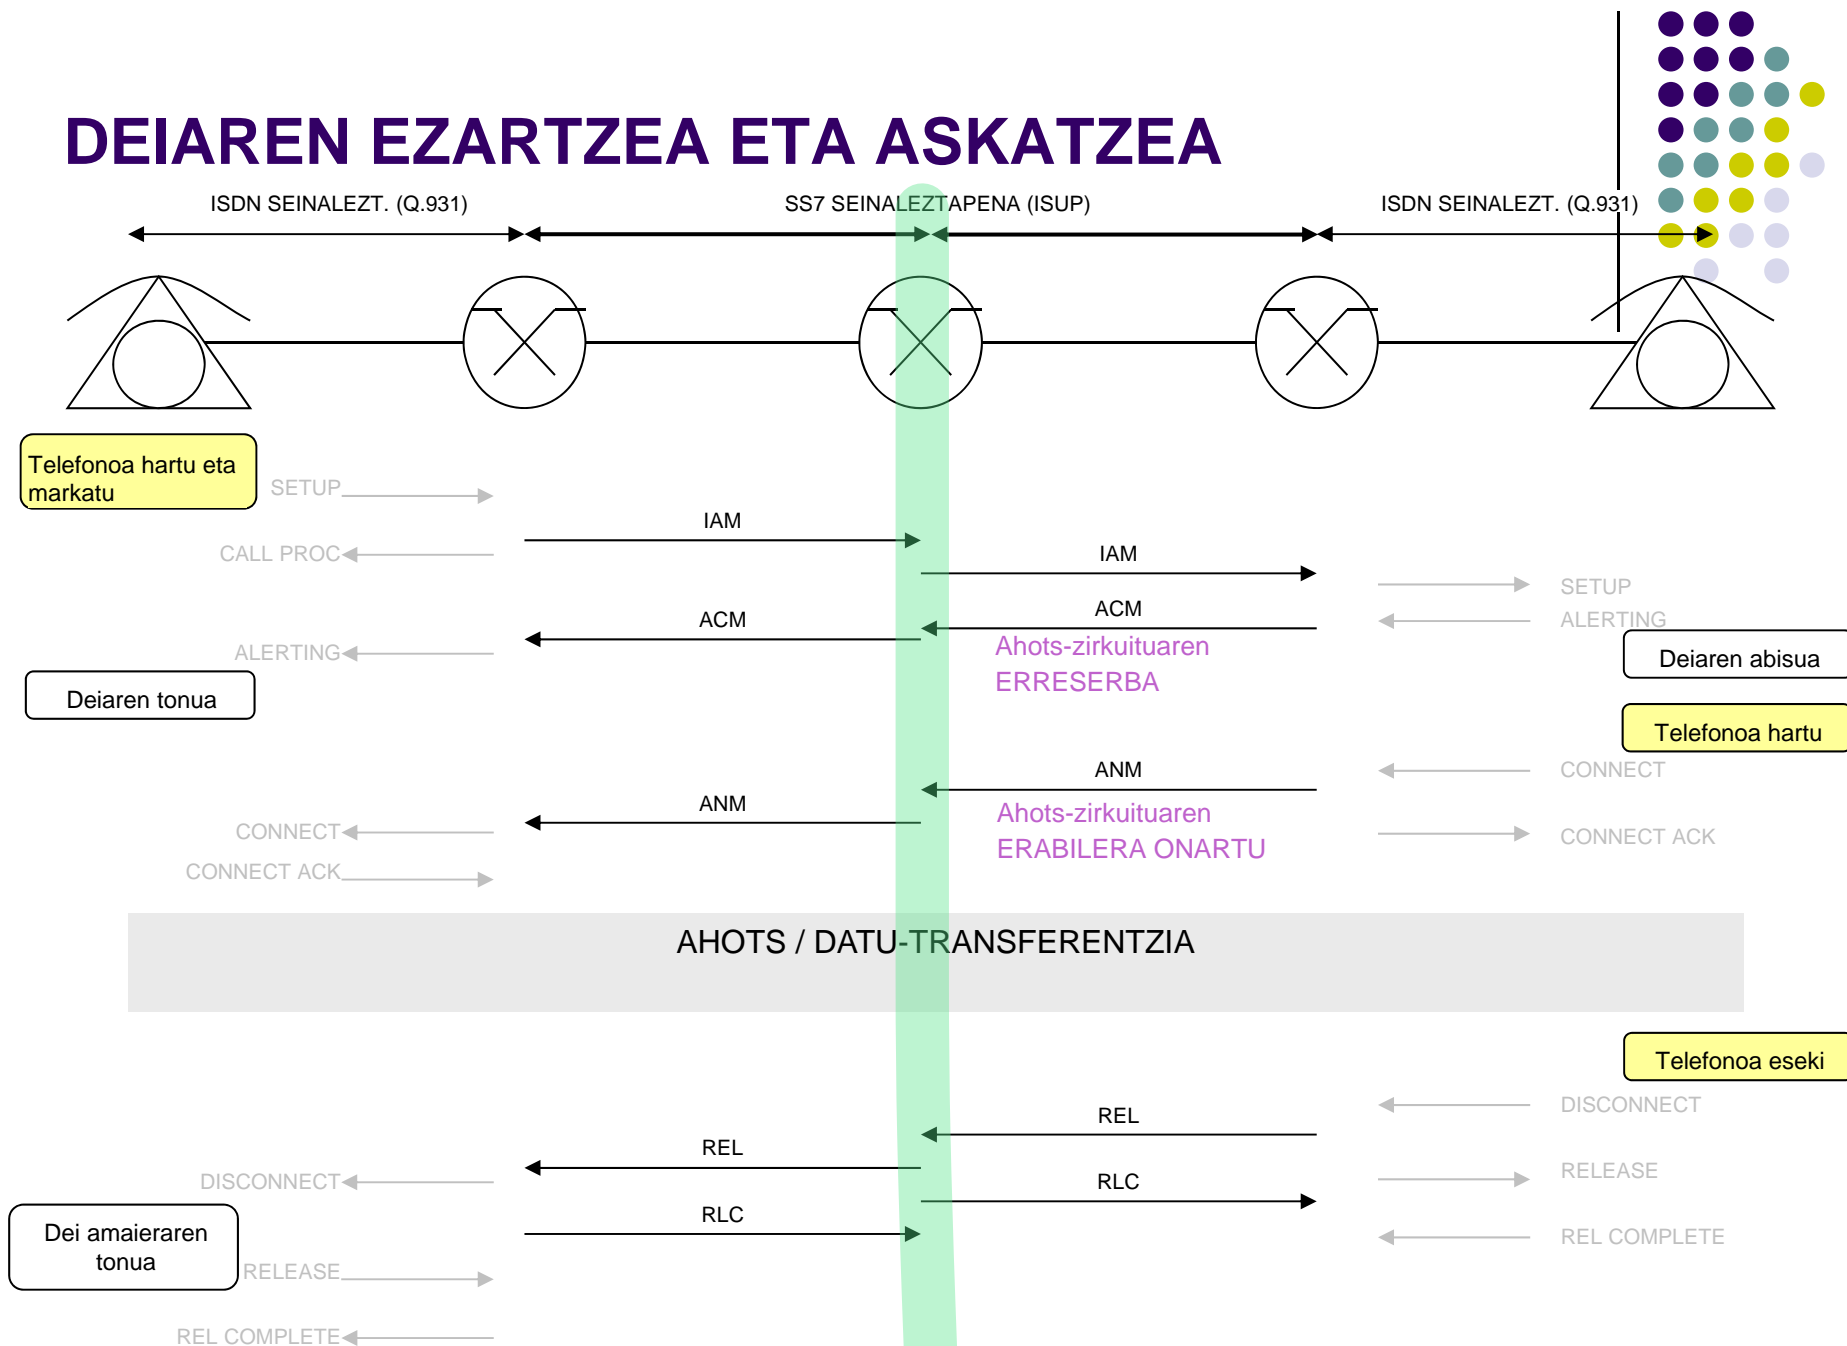 DEIAREN EZARTZEA ETA ASKATZEA
ISDN SEINALEZT. (Q.931)
SS7 SEINALEZTAPENA (ISUP)
ISDN SEINALEZT. (Q.931)
Telefonoa hartu eta
markatu
SETUP
IAM
CALL PROC
IAM
SETUP
ACM
ACM
ALERTING
Ahots-zirkuituaren
ERRESERBA
ALERTING
Deiaren abisua
Deiaren tonua
Telefonoa hartu
ANM
CONNECT
ANM
Ahots-zirkuituaren
ERABILERA ONARTU
CONNECT
CONNECT ACK
CONNECT ACK
AHOTS / DATU-TRANSFERENTZIA
Telefonoa eseki
DISCONNECT
REL
REL
RELEASE
DISCONNECT
RLC
RLC
Dei amaieraren
tonua
REL COMPLETE
RELEASE
REL COMPLETE